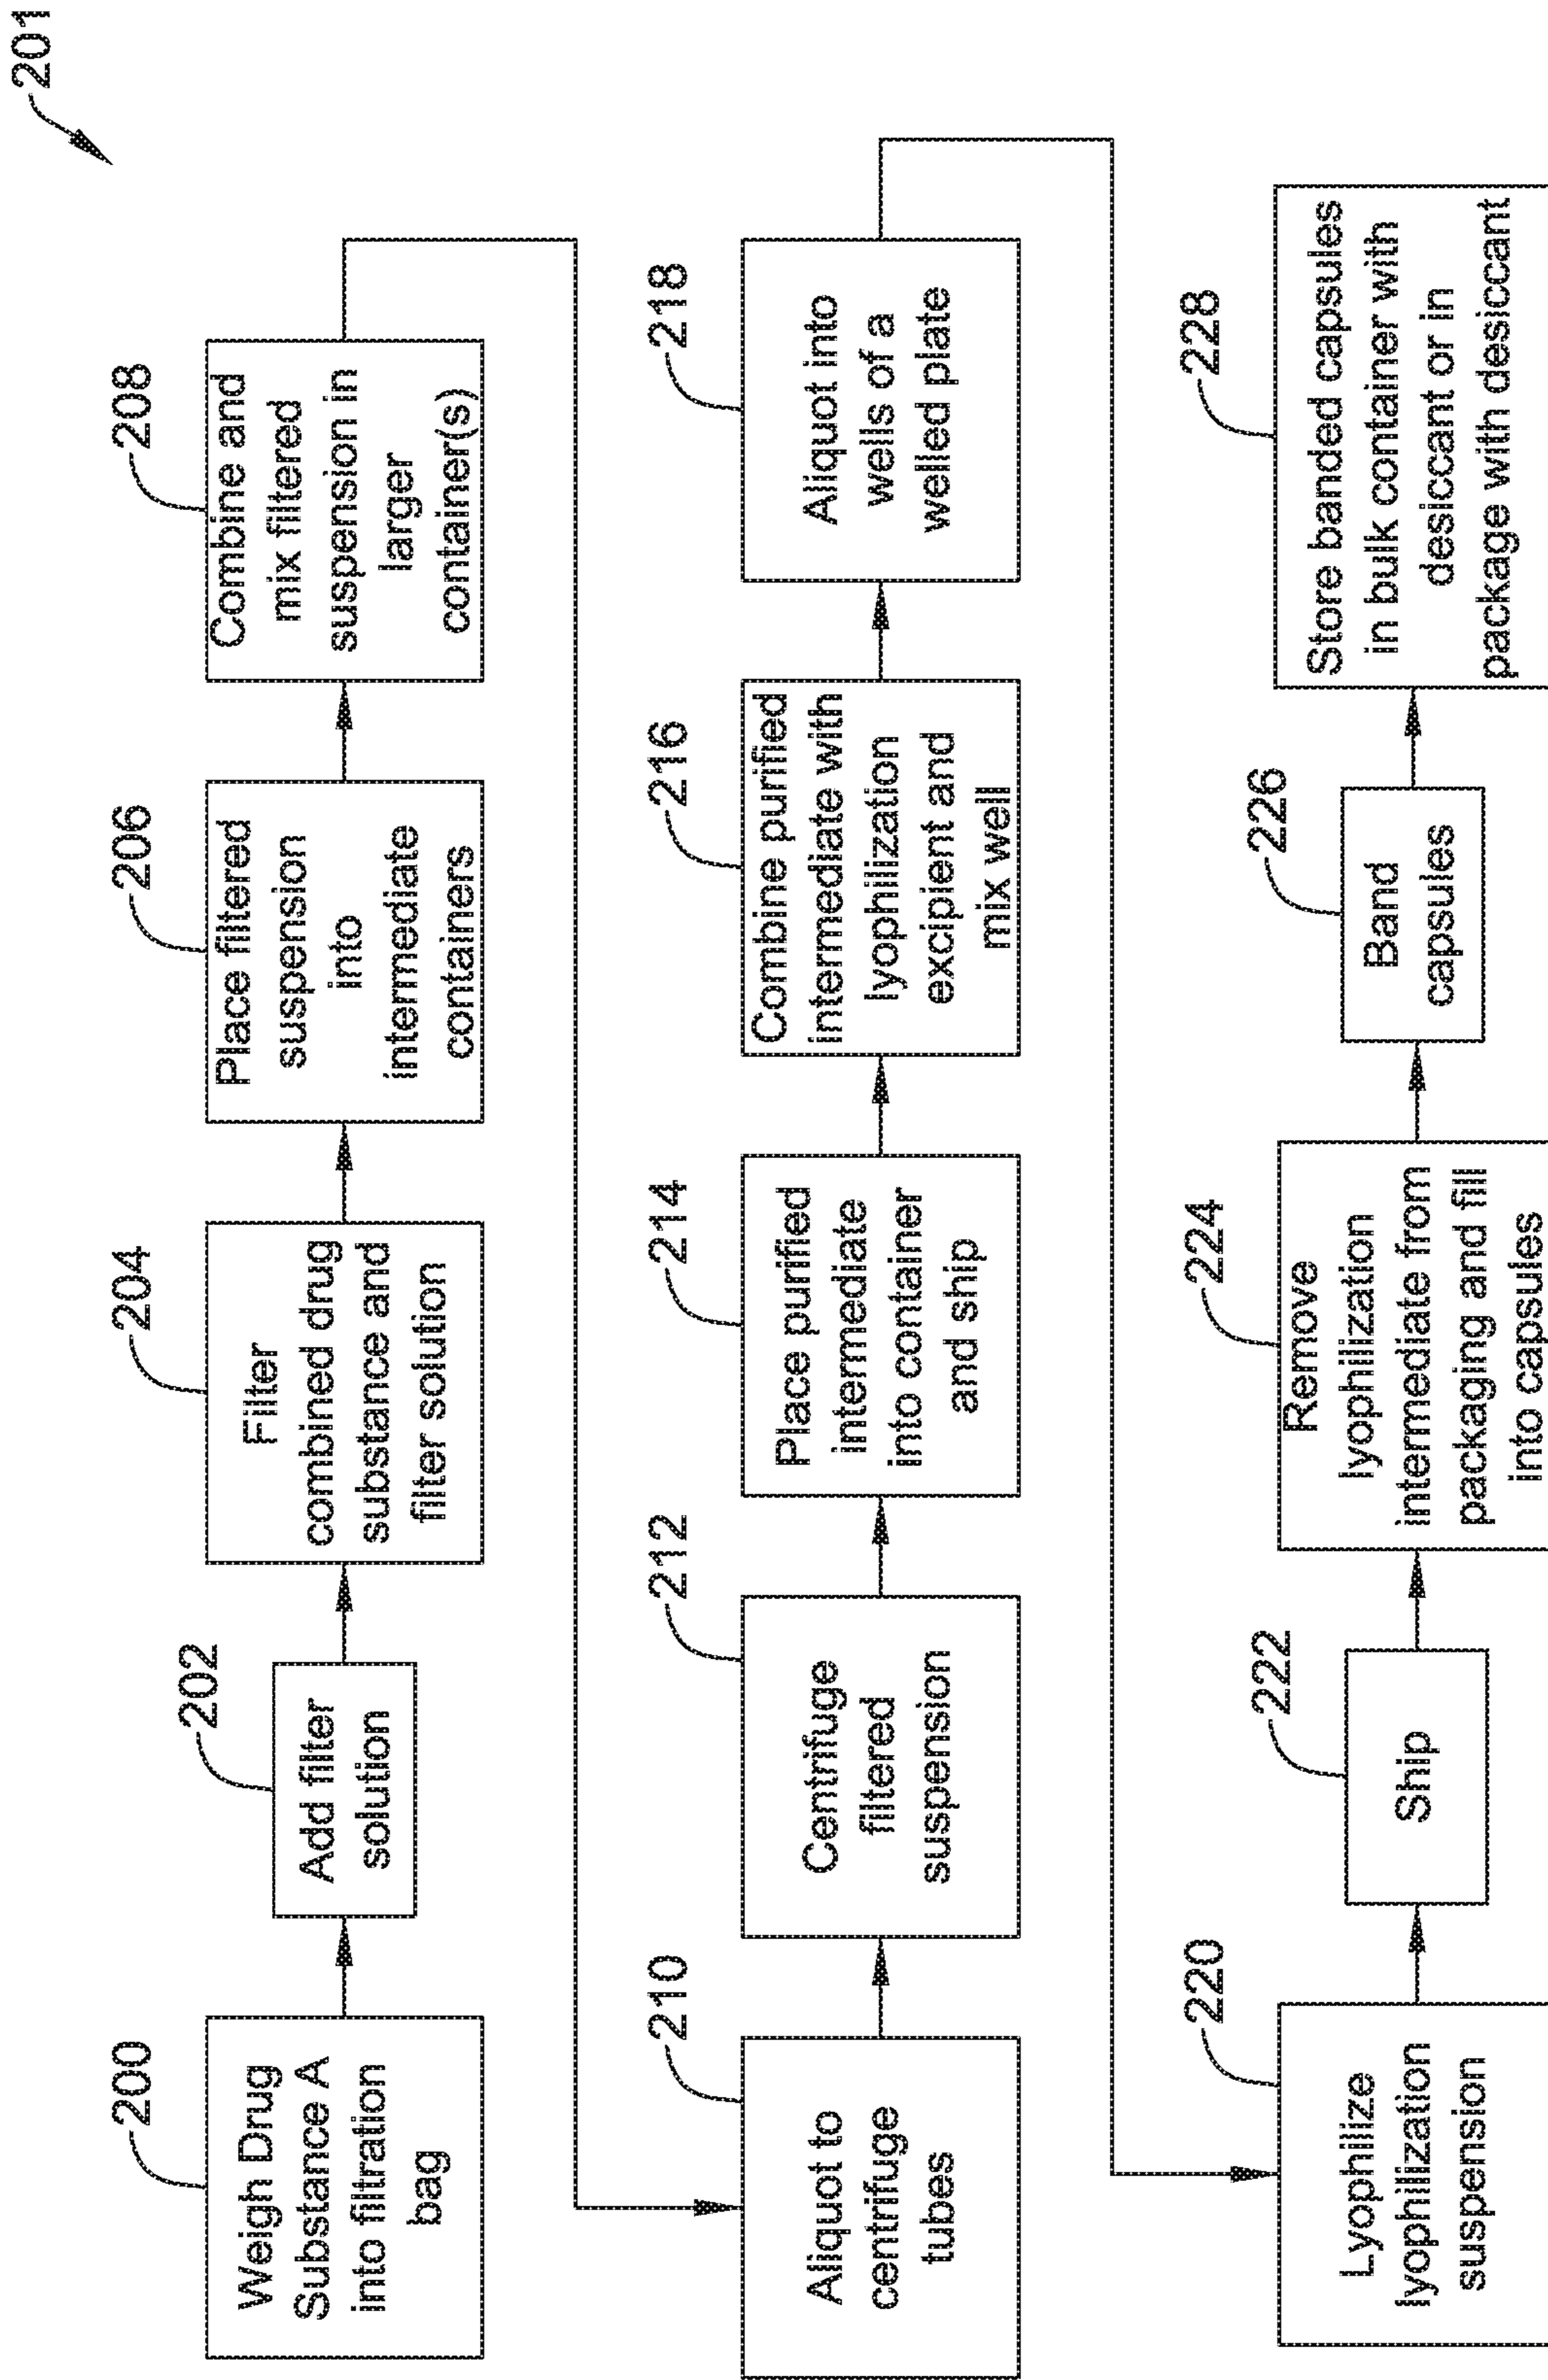 201
200
Weigh Drug
Substance A
into filtration
bag
202
Add filter
solution
204
Filter
combined drug
substance and
filter solution
206
Place filtered
suspension
into
intermediate
containers
208
Combine and
mix filtered
suspension in
larger
container(s)
210
Aliquot to
centrifuge
tubes
212
Centrifuge
filtered
suspension
214
Place purified
intermediate
into container
and ship
216
Combine purified
intermediate with
lyophilization
excipient and
mix well
218
Aliquot into
wells of a
welled plate
220
Lyophilize
lyophilization
suspension
222
Ship
224
Remove
lyophilization
intermediate from
packaging and fill
into capsules
226
Band
capsules
228
Store banded capsules
in bulk container with
desiccant or in
package with desiccant